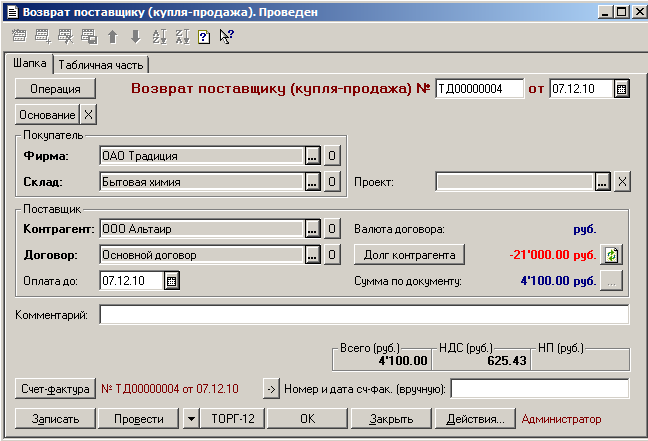 Возврат поставщику (купля-продажа). Проведен
Шапка Табличная часть
Операция Возврат поставщику (купля-продажа) № ТД00000004 от 07.12.10
Основание X
Покупатель
Фирма: ОАО Традиция ... О
Склад: Бытовая химия ... О Проект: ... X
Поставщик
Контрагент: ООО Альтаир ... О Валюта договора: руб.
Договор: Основной договор ... О Долг контрагента -21'000.00 руб.
Оплата до: 07.12.10 Сумма по документу: 4'100.00 руб. ...
Комментарий:
Всего (руб.) НДС (руб.) НП (руб.)
4'100.00 625.43
Счет-фактура № ТД00000004 от 07.12.10 -> Номер и дата сч-фак. (вручную):
Записать Провести ТОРГ-12 OK Закрыть Действия... Администратор